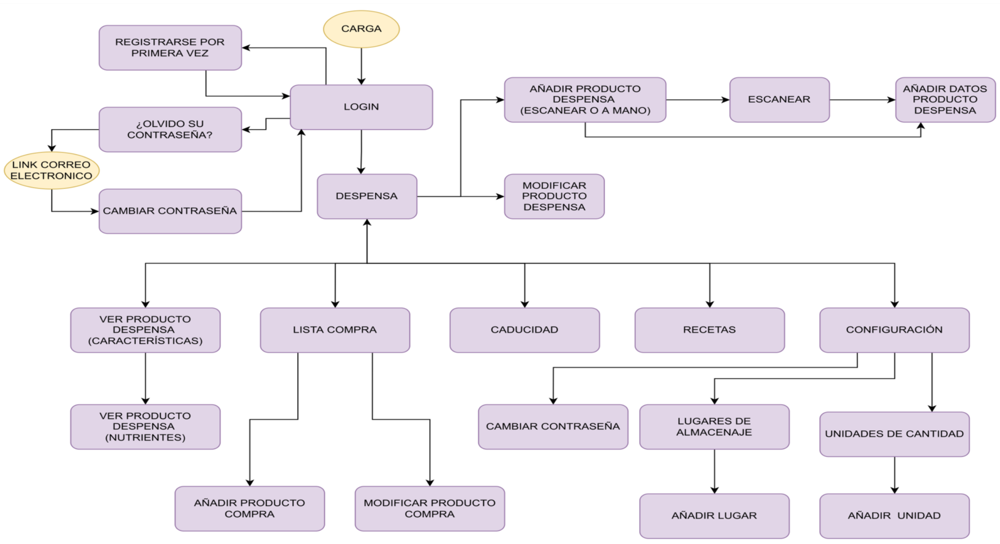 CARGA
REGISTRARSE POR
PRIMERA VEZ
LOGIN
AÑADIR PRODUCTO
DESPENSA
(ESCANEAR O A MANO)
ESCANEAR
AÑADIR DATOS
PRODUCTO
DESPENSA
¿OLVIDO SU
CONTRASEÑA?
LINK CORREO
ELECTRONICO
CAMBIAR CONTRASEÑA
DESPENSA
MODIFICAR
PRODUCTO
DESPENSA
VER PRODUCTO
DESPENSA
(CARACTERÍSTICAS)
LISTA COMPRA
CADUCIDAD
RECETAS
CONFIGURACIÓN
VER PRODUCTO
DESPENSA
(NUTRIENTES)
CAMBIAR CONTRASEÑA
LUGARES DE
ALMACENAJE
UNIDADES DE CANTIDAD
AÑADIR PRODUCTO
COMPRA
MODIFICAR PRODUCTO
COMPRA
AÑADIR LUGAR
AÑADIR  UNIDAD